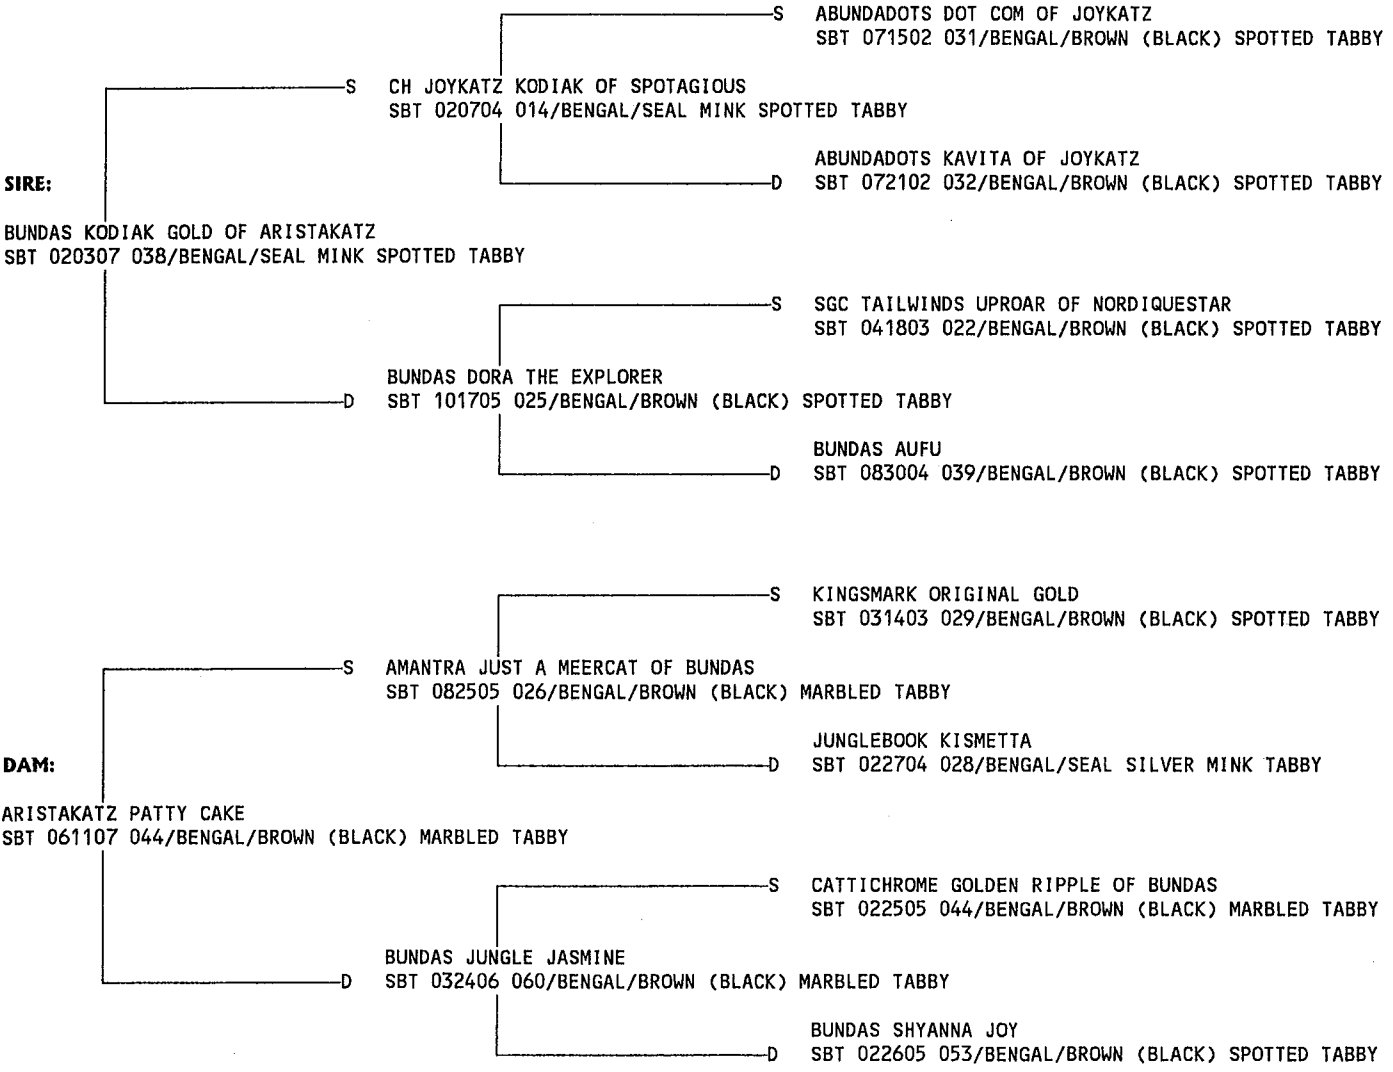 S ABUNDADOTS DOT COM OF JOYKATZ
SBT 071502 031/BENGAL/BROWN (BLACK) SPOTTED TABBY
S CH JOYKATZ KODIAK OF SPOTAGIOUS
SBT 020704 014/BENGAL/SEAL MINK SPOTTED TABBY
ABUNDADOTS KAVITA OF JOYKATZ
D SBT 072102 032/BENGAL/BROWN (BLACK) SPOTTED TABBY
SIRE:
BUNDAS KODIAK GOLD OF ARISTAKATZ
SBT 020307 038/BENGAL/SEAL MINK SPOTTED TABBY
S SGC TAILWINDS UPROAR OF NORDIQUESTAR
SBT 041803 022/BENGAL/BROWN (BLACK) SPOTTED TABBY
BUNDAS DORA THE EXPLORER
D SBT 101705 025/BENGAL/BROWN (BLACK) SPOTTED TABBY
BUNDAS AUFU
D SBT 083004 039/BENGAL/BROWN (BLACK) SPOTTED TABBY
S KINGSMARK ORIGINAL GOLD
SBT 031403 029/BENGAL/BROWN (BLACK) SPOTTED TABBY
S AMANTRA JUST A MEERCAT OF BUNDAS
SBT 082505 026/BENGAL/BROWN (BLACK) MARBLED TABBY
JUNGLEBOOK KISMETTA
D SBT 022704 028/BENGAL/SEAL SILVER MINK TABBY
DAM:
ARISTAKATZ PATTY CAKE
SBT 061107 044/BENGAL/BROWN (BLACK) MARBLED TABBY
S CATTICHROME GOLDEN RIPPLE OF BUNDAS
SBT 022505 044/BENGAL/BROWN (BLACK) MARBLED TABBY
BUNDAS JUNGLE JASMINE
D SBT 032406 060/BENGAL/BROWN (BLACK) MARBLED TABBY
BUNDAS SHYANNA JOY
D SBT 022605 053/BENGAL/BROWN (BLACK) SPOTTED TABBY